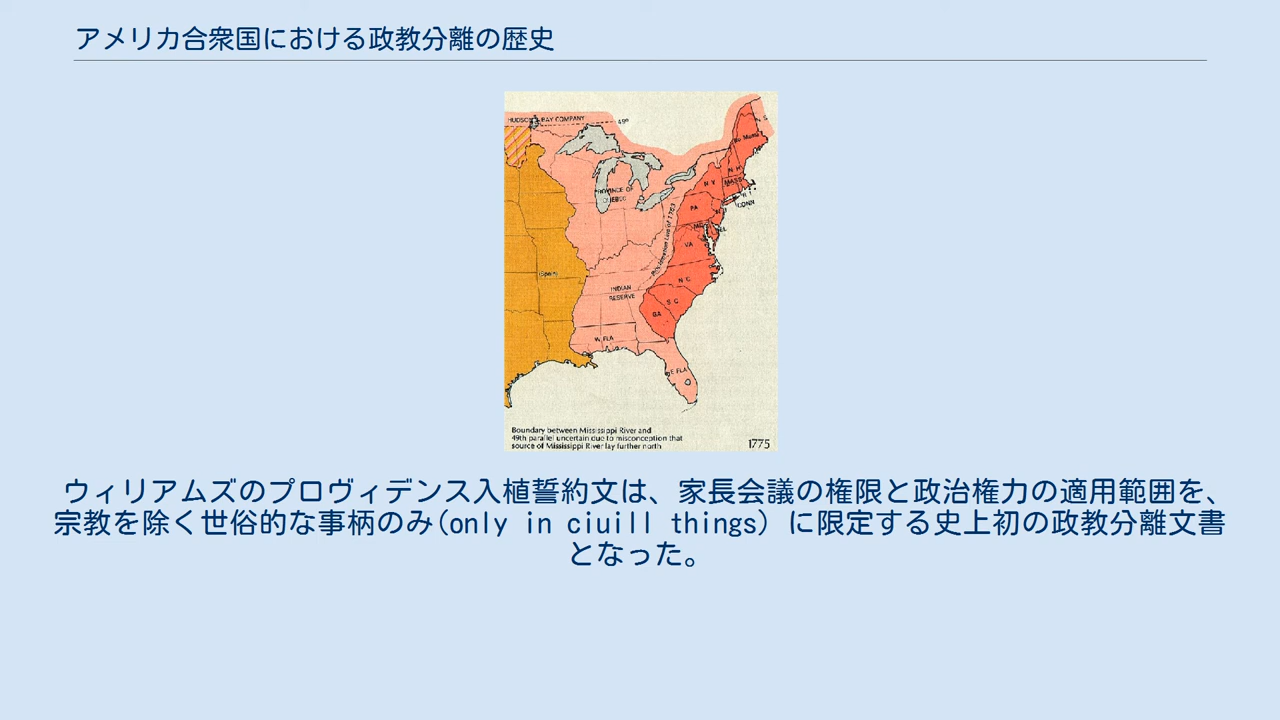 アメリカ合衆国における政教分離の歴史
HUDSON BAY COMPANY
49°
PROVINCE OF
QUEBEC
N H
N Y
MASS
R I
CONN
PA
VA
(Spain)
Proclamation Line of 1763
INDIAN
RESERVE
N C
S C
GA
W FLA
E FLA
Boundary between Mississippi River and
49th parallel uncertain due to misconception that
source of Mississippi River lay further north
1775
ウィリアムズのプロヴィデンス入植誓約文は、家長会議の権限と政治権力の適用範囲を、
宗教を除く世俗的な事柄のみ(only in ciuill things) に限定する史上初の政教分離文書
となった。